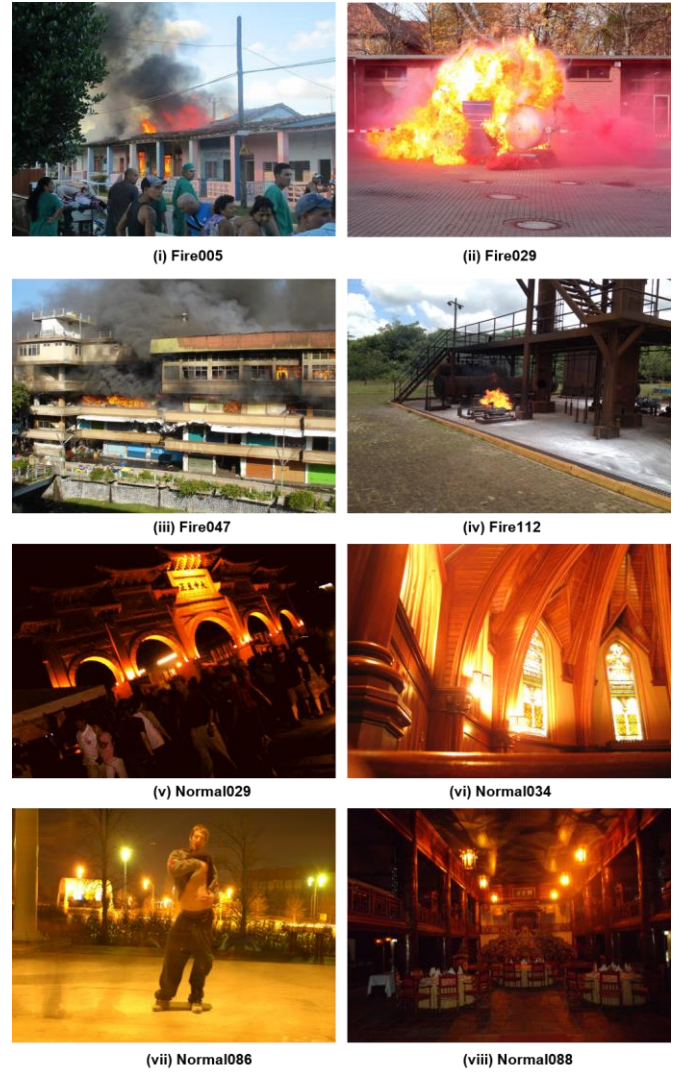 (i) Fire005
(ii) Fire029
(iii) Fire047
(iv) Fire112
(v) Normal029
(vi) Normal034
(vii) Normal086
(viii) Normal088